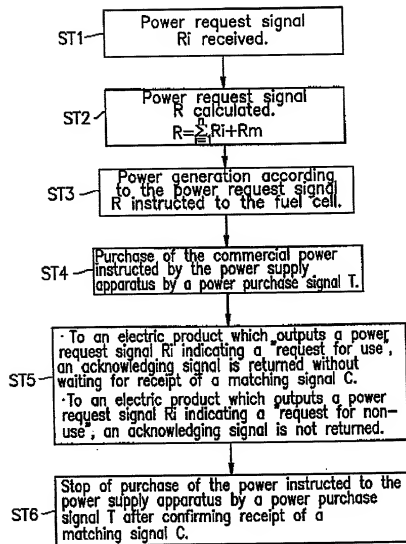 ST1
Power request signal
Ri received.
ST2
Power request signal
R calculated.
R=∑Ri+Rm
ST3
Power generation according
to the power request signal
R instructed to the fuel cell.
ST4
Purchase of the commercial power
instructed by the power supply
apparatus by a power purchase signal T.
ST5
· To an electric product which outputs a power
request signal Ri indicating a "request for use",
an acknowledging signal is returned without
waiting for receipt of a matching signal C.
· To an electric product which outputs a power
request signal Ri indicating a "request for non-
use", an acknowledging signal is not returned.
ST6
Stop of purchase of the power instructed to the
power supply apparatus by a power purchase
signal T after confirming receipt of a
matching signal C.